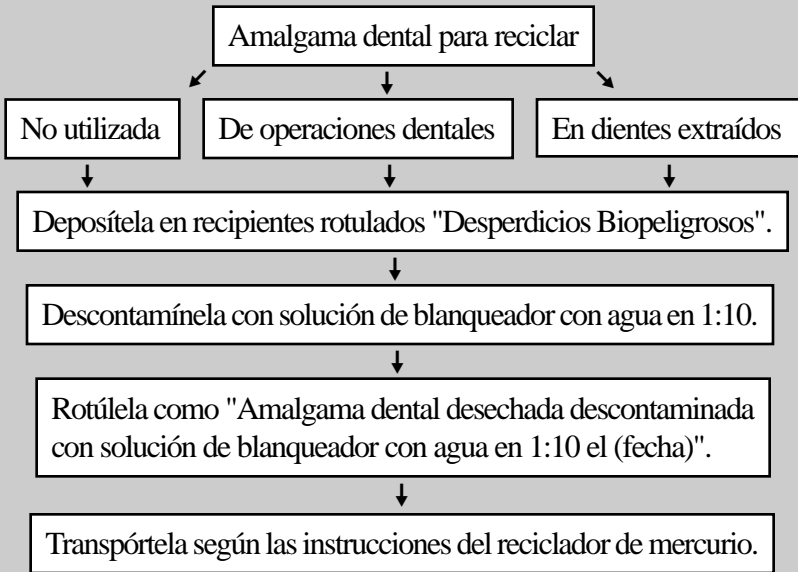 Amalgama dental para reciclar
No utilizada
De operaciones dentales
En dientes extraídos
Deposítela en recipientes rotulados "Desperdicios Biopeligrosos".
Descontamínela con solución de blanqueador con agua en 1:10.
Rotúlela como "Amalgama dental desechada descontaminada
con solución de blanqueador con agua en 1:10 el (fecha)".
Transpórtela según las instrucciones del reciclador de mercurio.